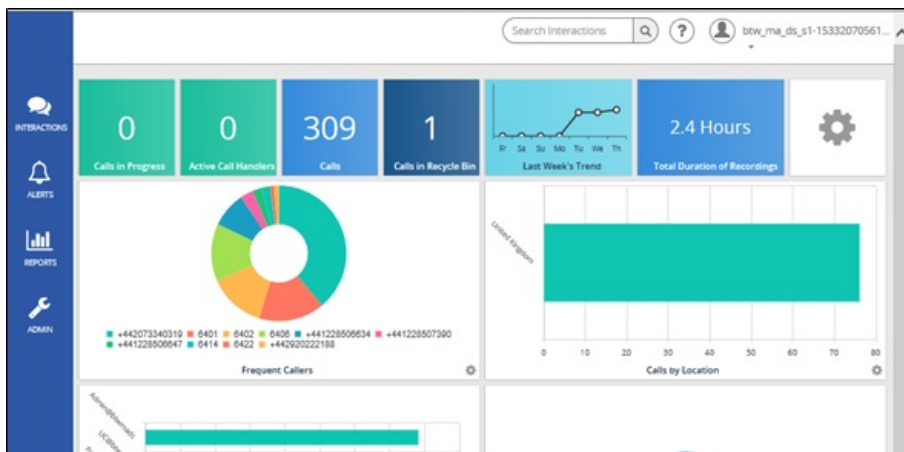 Search Interactions
?
btw_ma_ds_s1-15332070561...
INTERACTIONS
ALERTS
REPORTS
ADMIN
0
Calls in Progress
0
Active Call Handlers
309
Calls
1
Calls in Recycle Bin
Fr Sa Su Mo Tu We Th
Last Week's Trend
2.4 Hours
Total Duration of Recordings
+442073340319 6401 6402 6406 +441228506634 +441228507390
+441228506647 6414 6422 +442920222188
Frequent Callers
United Kingdom
0 10 20 30 40 50 60 70 80
Calls by Location